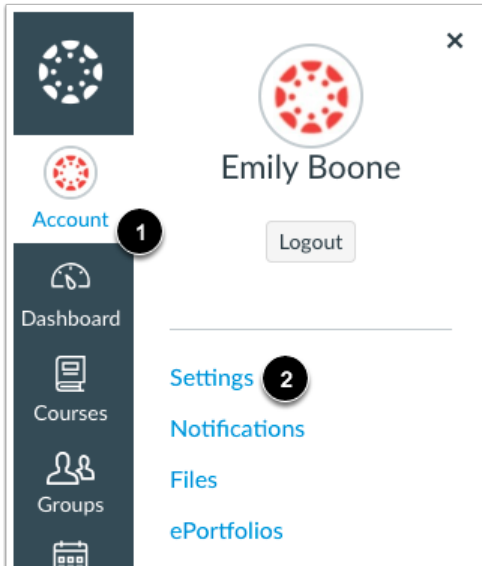 Account
1
Dashboard
Courses
Groups
×
Emily Boone
Logout
Settings 2
Notifications
Files
ePortfolios